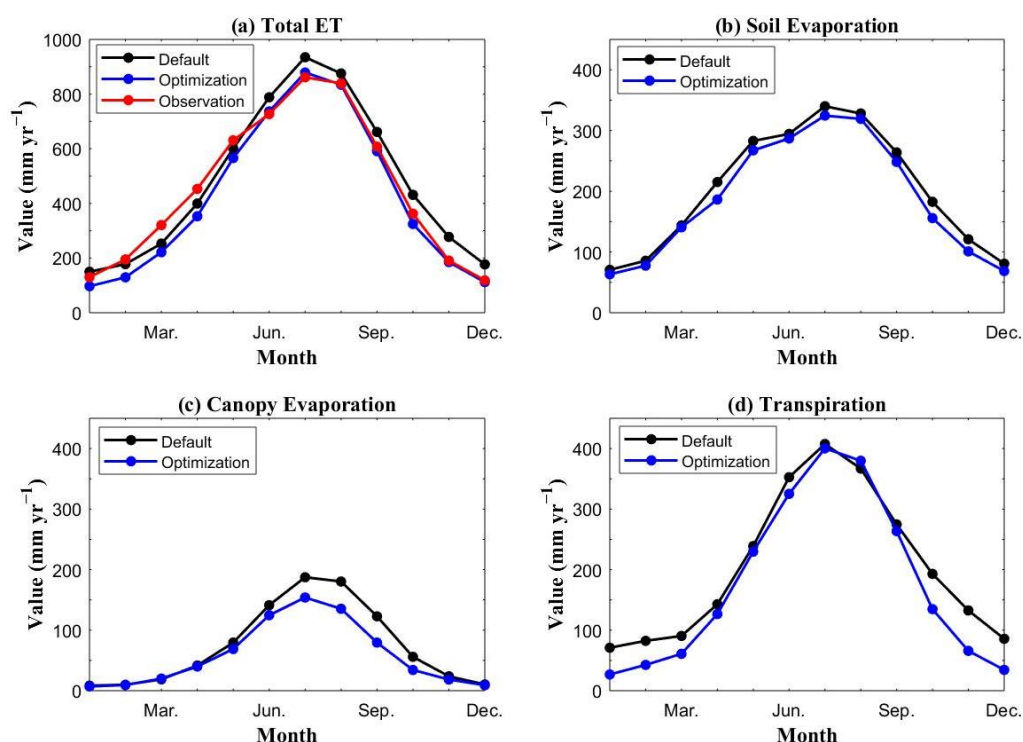 (a) Total ET
Default
Optimization
Observation
Value (mm yr⁻¹)
1000
800
600
400
200
0
Mar. Jun. Sep. Dec.
Month
(b) Soil Evaporation
Default
Optimization
Value (mm yr⁻¹)
400
300
200
100
0
Mar. Jun. Sep. Dec.
Month
(c) Canopy Evaporation
Default
Optimization
Value (mm yr⁻¹)
400
300
200
100
0
Mar. Jun. Sep. Dec.
Month
(d) Transpiration
Default
Optimization
Value (mm yr⁻¹)
400
300
200
100
0
Mar. Jun. Sep. Dec.
Month